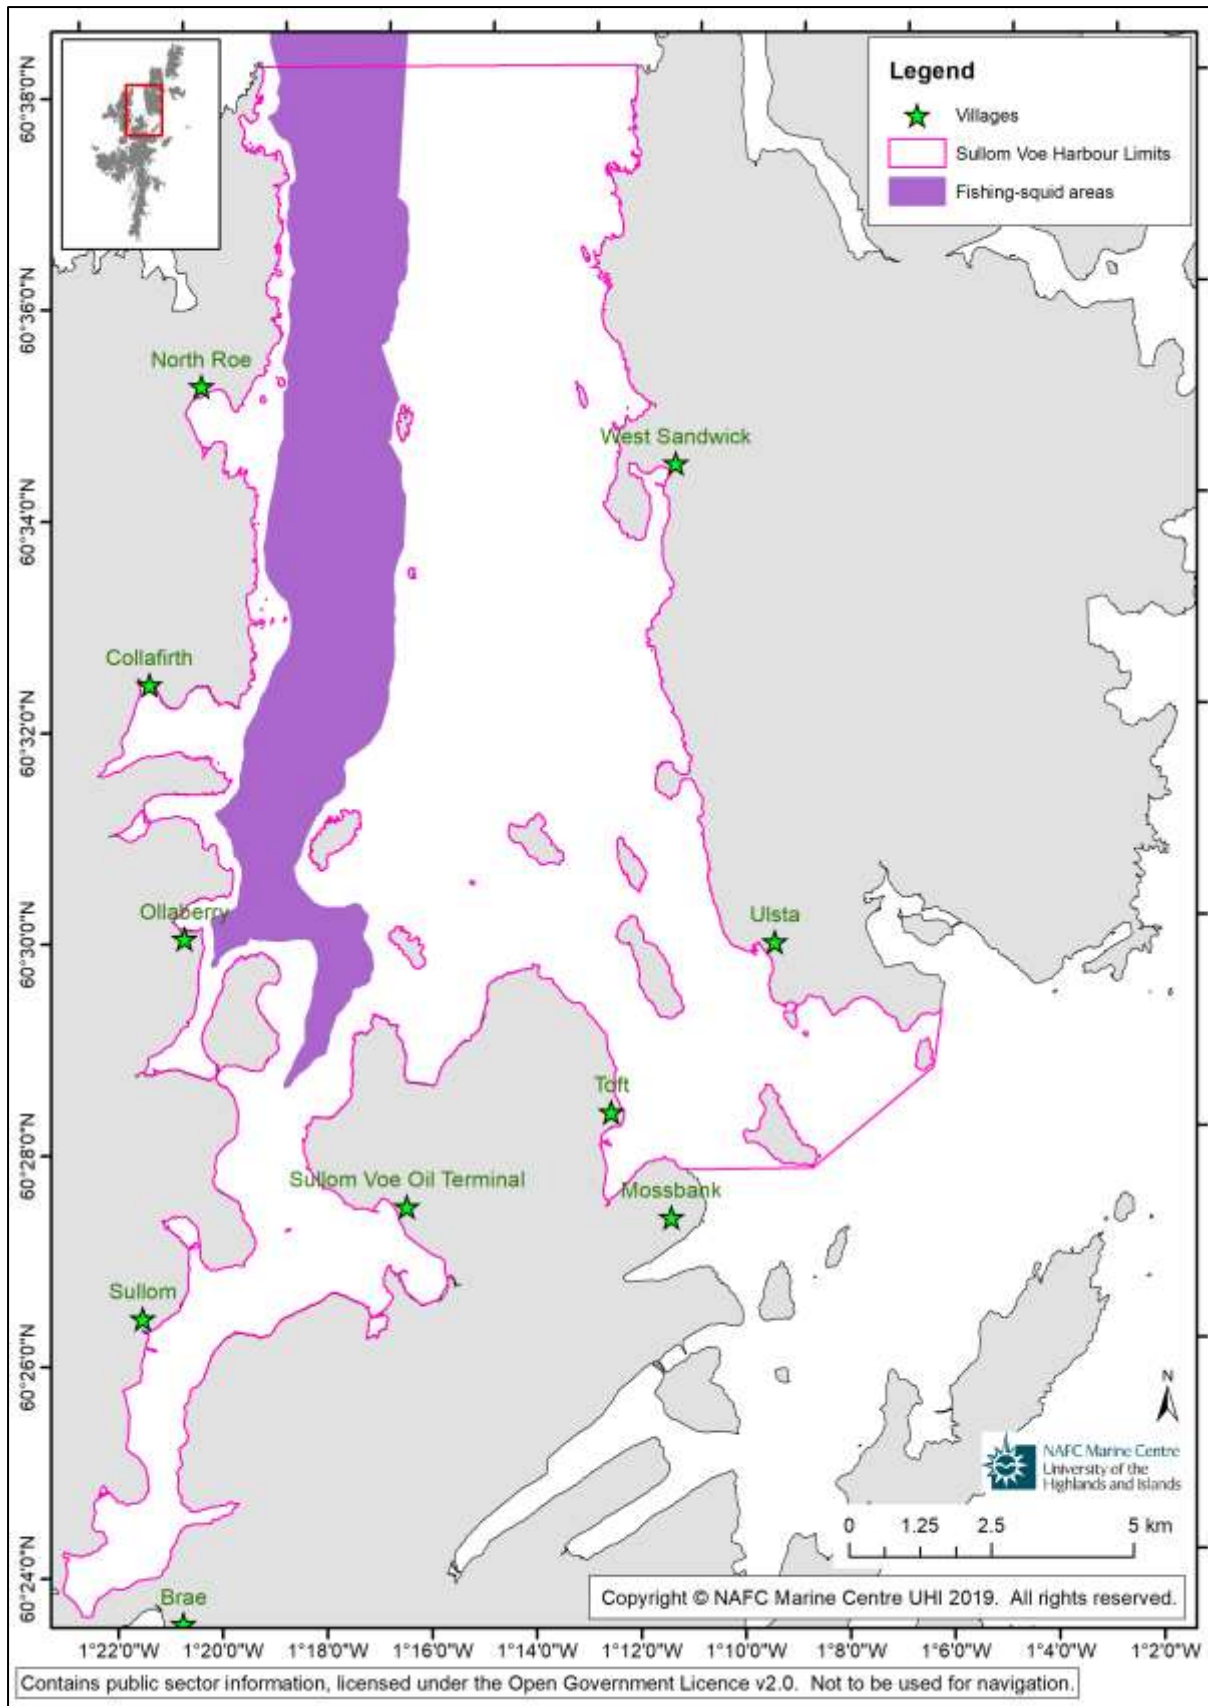 Legend
Villages
Sullom Voe Harbour Limits
Fishing-squid areas
60°38'0"N
60°36'0"N
North Roe
West Sandwick
60°34'0"N
Collafirth
60°32'0"N
Ollaberry
Ulsta
60°30'0"N
Toft
60°28'0"N
Sullom Voe Oil Terminal
Mossbank
Sullom
60°26'0"N
N
NAFC Marine Centre
University of the
Highlands and Islands
0 1.25 2.5 5 km
60°24'0"N
Brae
Copyright © NAFC Marine Centre UHI 2019. All rights reserved.
1°22'0"W 1°20'0"W 1°18'0"W 1°16'0"W 1°14'0"W 1°12'0"W 1°10'0"W 1°8'0"W 1°6'0"W 1°4'0"W 1°2'0"W
Contains public sector information, licensed under the Open Government Licence v2.0. Not to be used for navigation.